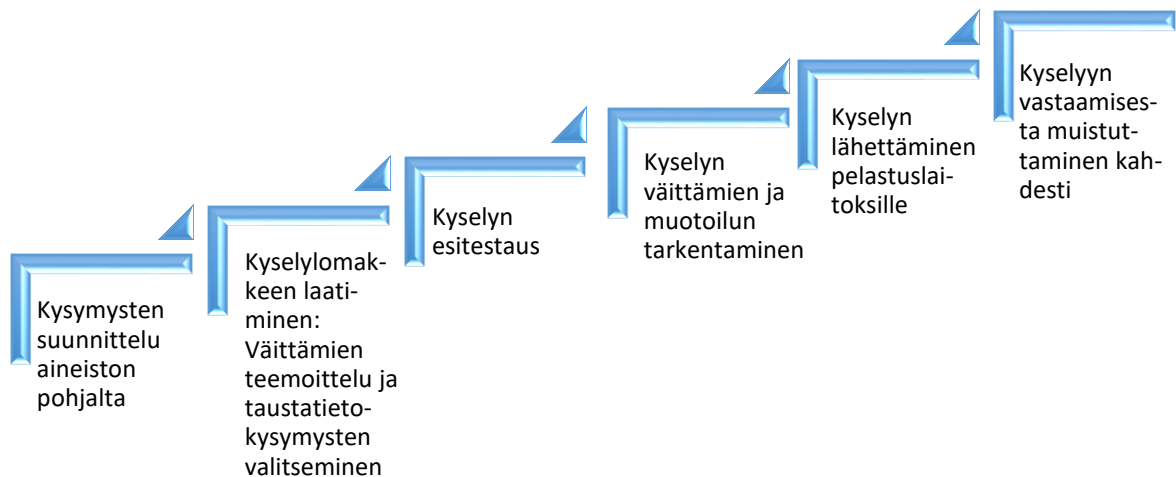 Kysymysten
suunnittelu
aineiston
pohjalta
Kyselylomak-
keen laati-
minen:
Väittämien
teemoittelu ja
taustatieto-
kysymysten
valitseminen
Kyselyn
esitestaus
Kyselyn
väittämien ja
muotoilun
tarkentaminen
Kyselyn
lähettäminen
pelastuslai-
toksille
Kyselyyn
vastaamises-
ta muistut-
taminen kah-
desti